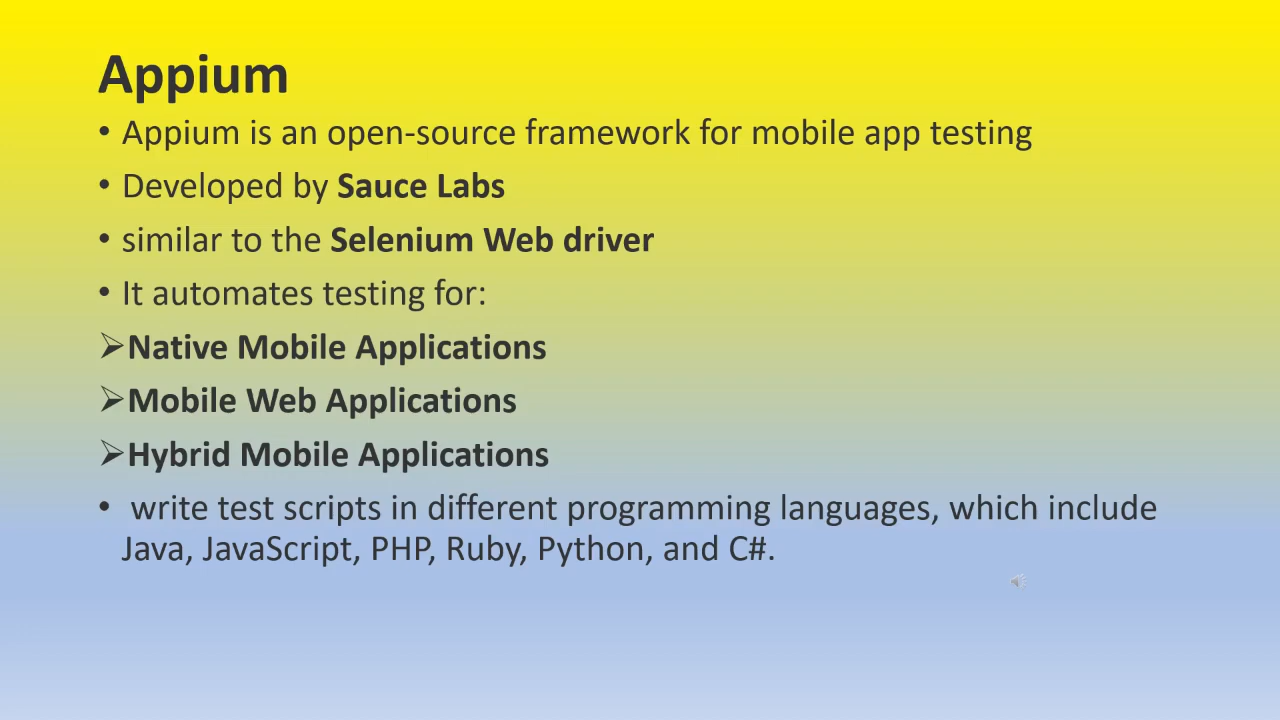 Appium
• Appium is an open-source framework for mobile app testing
• Developed by Sauce Labs
• similar to the Selenium Web driver
• It automates testing for:
➢Native Mobile Applications
➢Mobile Web Applications
➢Hybrid Mobile Applications
• write test scripts in different programming languages, which include
Java, JavaScript, PHP, Ruby, Python, and C#.